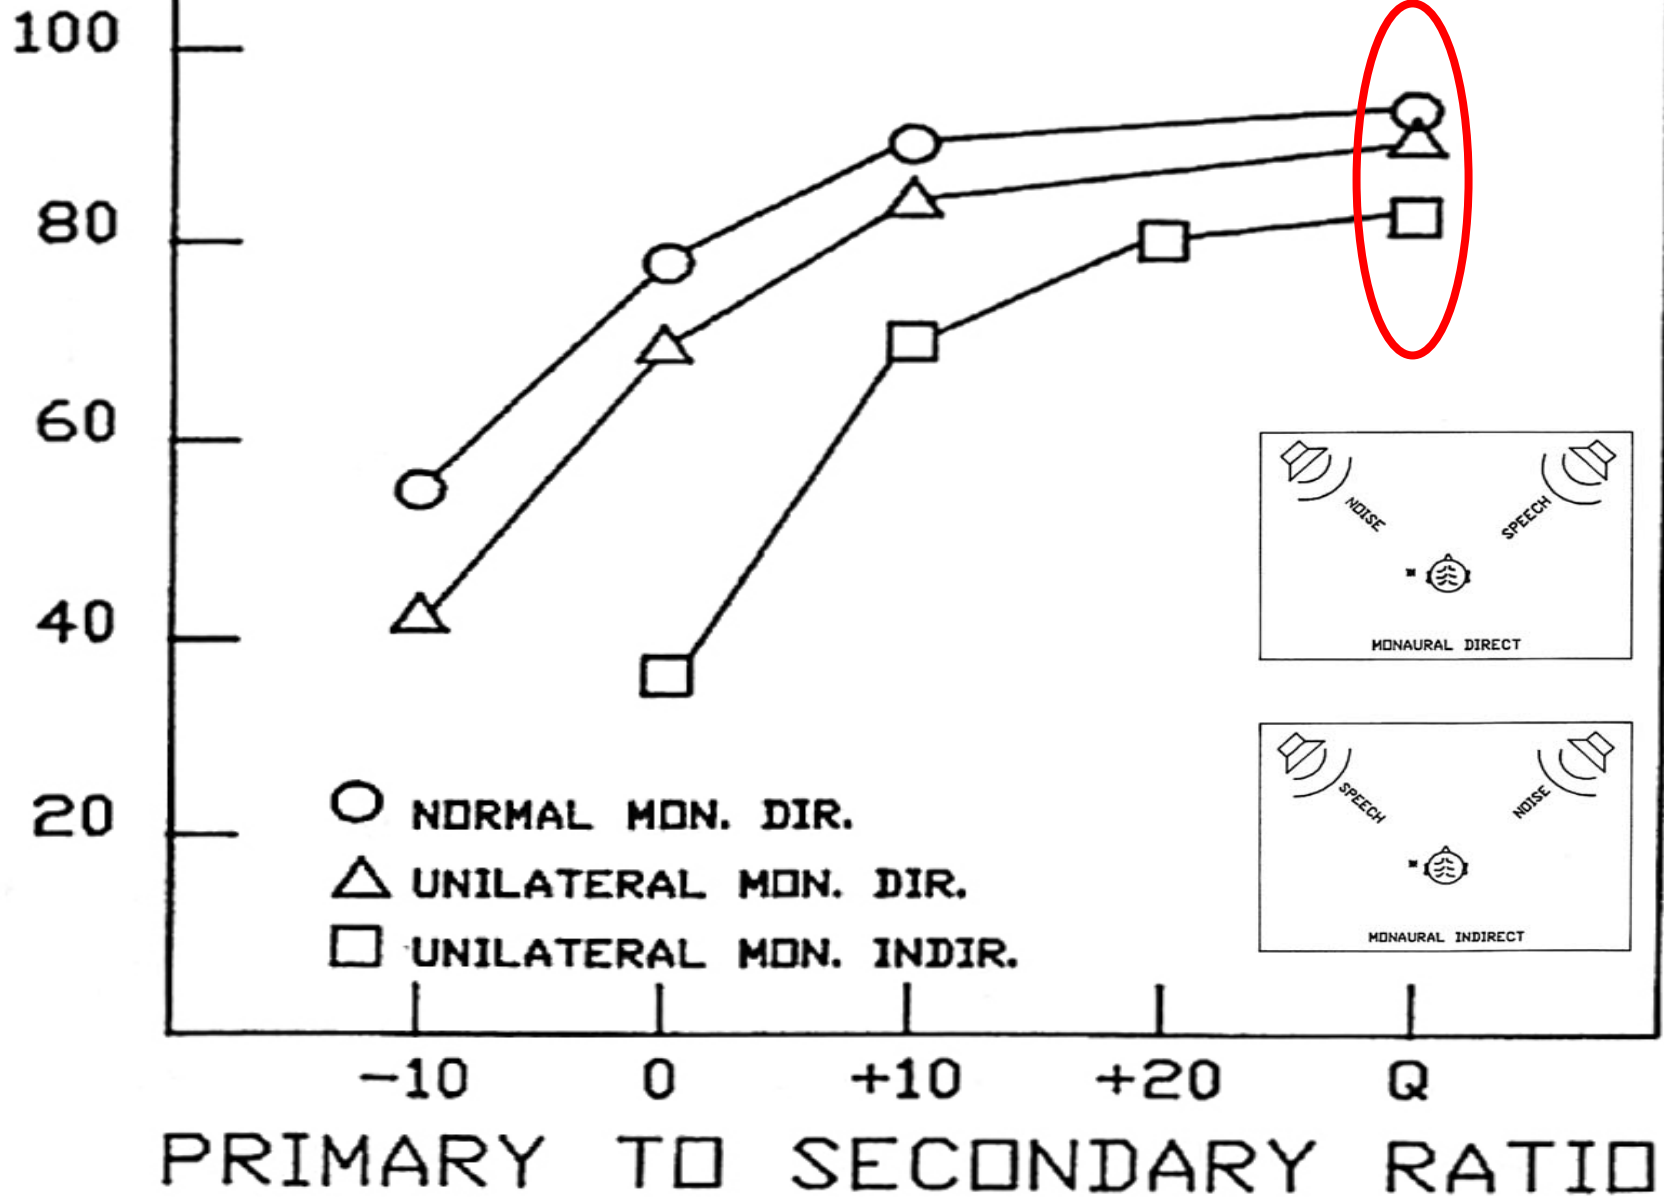 100
80
60
40
20
NOISE
SPEECH
MONAURAL DIRECT
SPEECH
NOISE
MONAURAL INDIRECT
NORMAL MON. DIR.
UNILATERAL MON. DIR.
UNILATERAL MON. INDIR.
-10 0 +10 +20 Q
PRIMARY TO SECONDARY RATIO